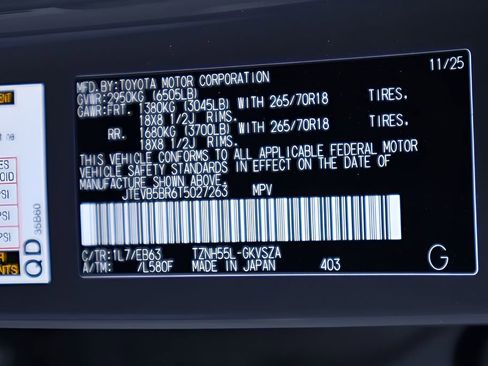 11/25
MFD.BY:TOYOTA MOTOR CORPORATION
GVWR:2950KG (6505LB)
GAWR:FRT. 1380KG (3045LB) WITH 265/70R18 TIRES.
18X8 1/2J RIMS.
RR. 1680KG (3700LB) WITH 265/70R18 TIRES.
18X8 1/2J RIMS.
THIS VEHICLE CONFORMS TO ALL APPLICABLE FEDERAL MOTOR
VEHICLE SAFETY STANDARDS IN EFFECT ON THE DATE OF
MANUFACTURE SHOWN ABOVE.
JTEVB5BR6T5027263 MPV
C/TR:1L7/EB63 TZNH55L-GKVSZA
A/TM: /L580F MADE IN JAPAN 403
G
QD
PSI
PSI